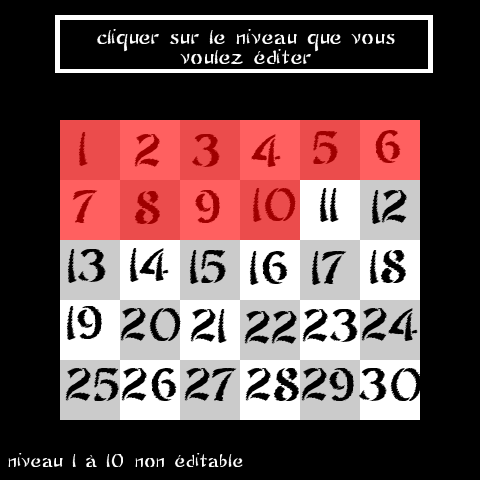 cliquer sur le niveau que vous
voulez éditer
1 2 3 4 5 6
7 8 9 10 11 12
13 14 15 16 17 18
19 20 21 22 23 24
25 26 27 28 29 30
niveau 1 à 10 non éditable